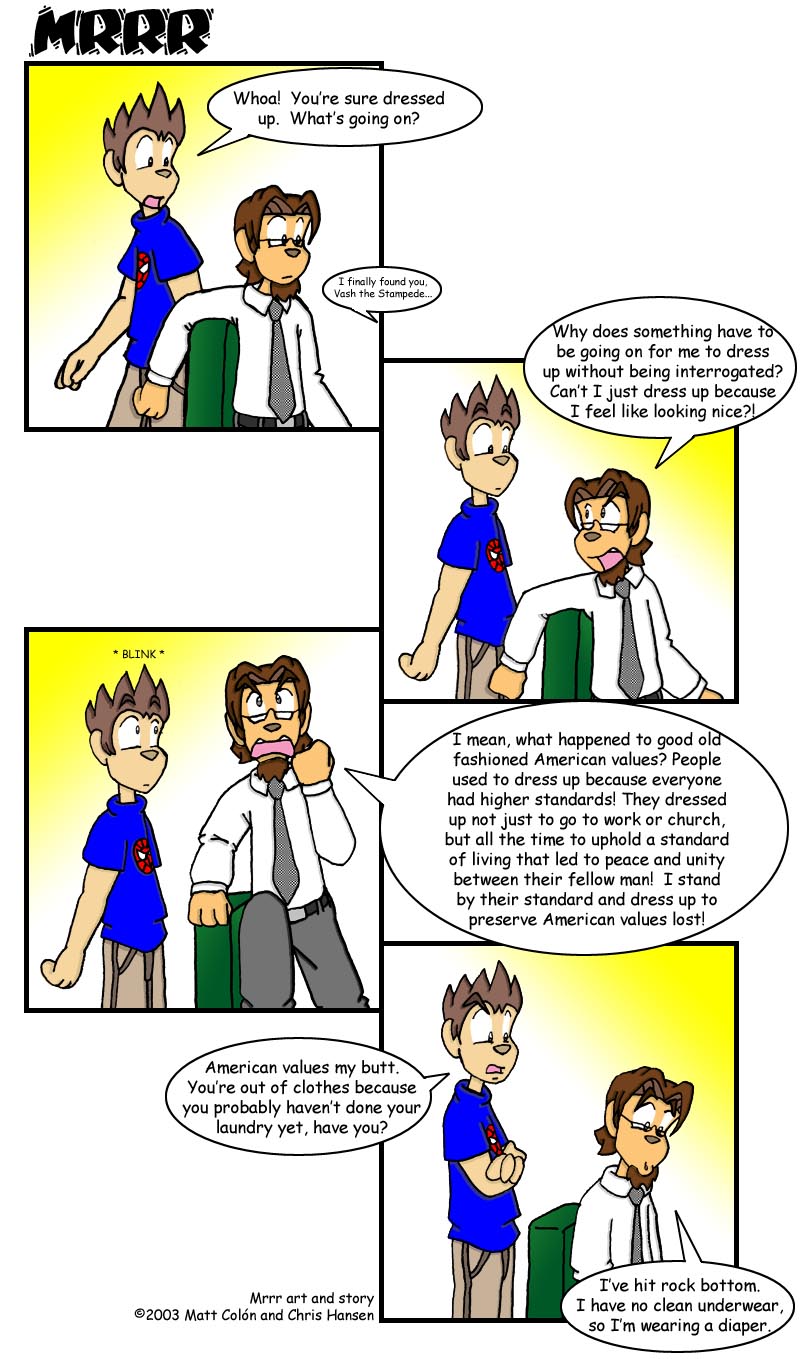 MRRR
Whoa! You're sure dressed
up. What's going on?
I finally found you,
Vash the Stampede...
Why does something have to
be going on for me to dress
up without being interrogated?
Can't I just dress up because
I feel like looking nice?!
* BLINK *
I mean, what happened to good old
fashioned American values? People
used to dress up because everyone
had higher standards! They dressed
up not just to go to work or church,
but all the time to uphold a standard
of living that led to peace and unity
between their fellow man! I stand
by their standard and dress up to
preserve American values lost!
American values my butt.
You're out of clothes because
you probably haven't done your
laundry yet, have you?
I've hit rock bottom.
I have no clean underwear,
so I'm wearing a diaper.
Mrrr art and story
©2003 Matt Colón and Chris Hansen